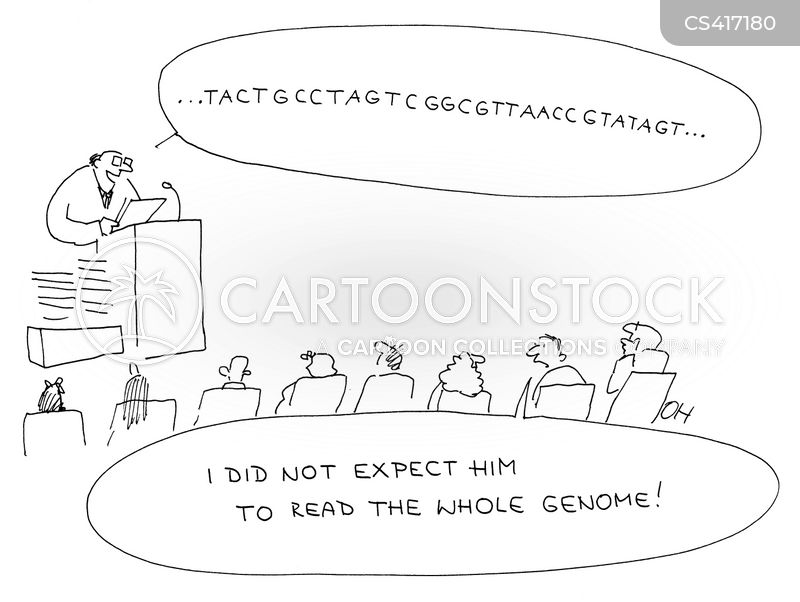 CS417180
...TACTGCCTAGTCGGCGTTAACCGTATAGT...
CARTOONSTOCK
A CARTOON COLLECTIONS COMPANY
OH
I DID NOT EXPECT HIM
TO READ THE WHOLE GENOME!